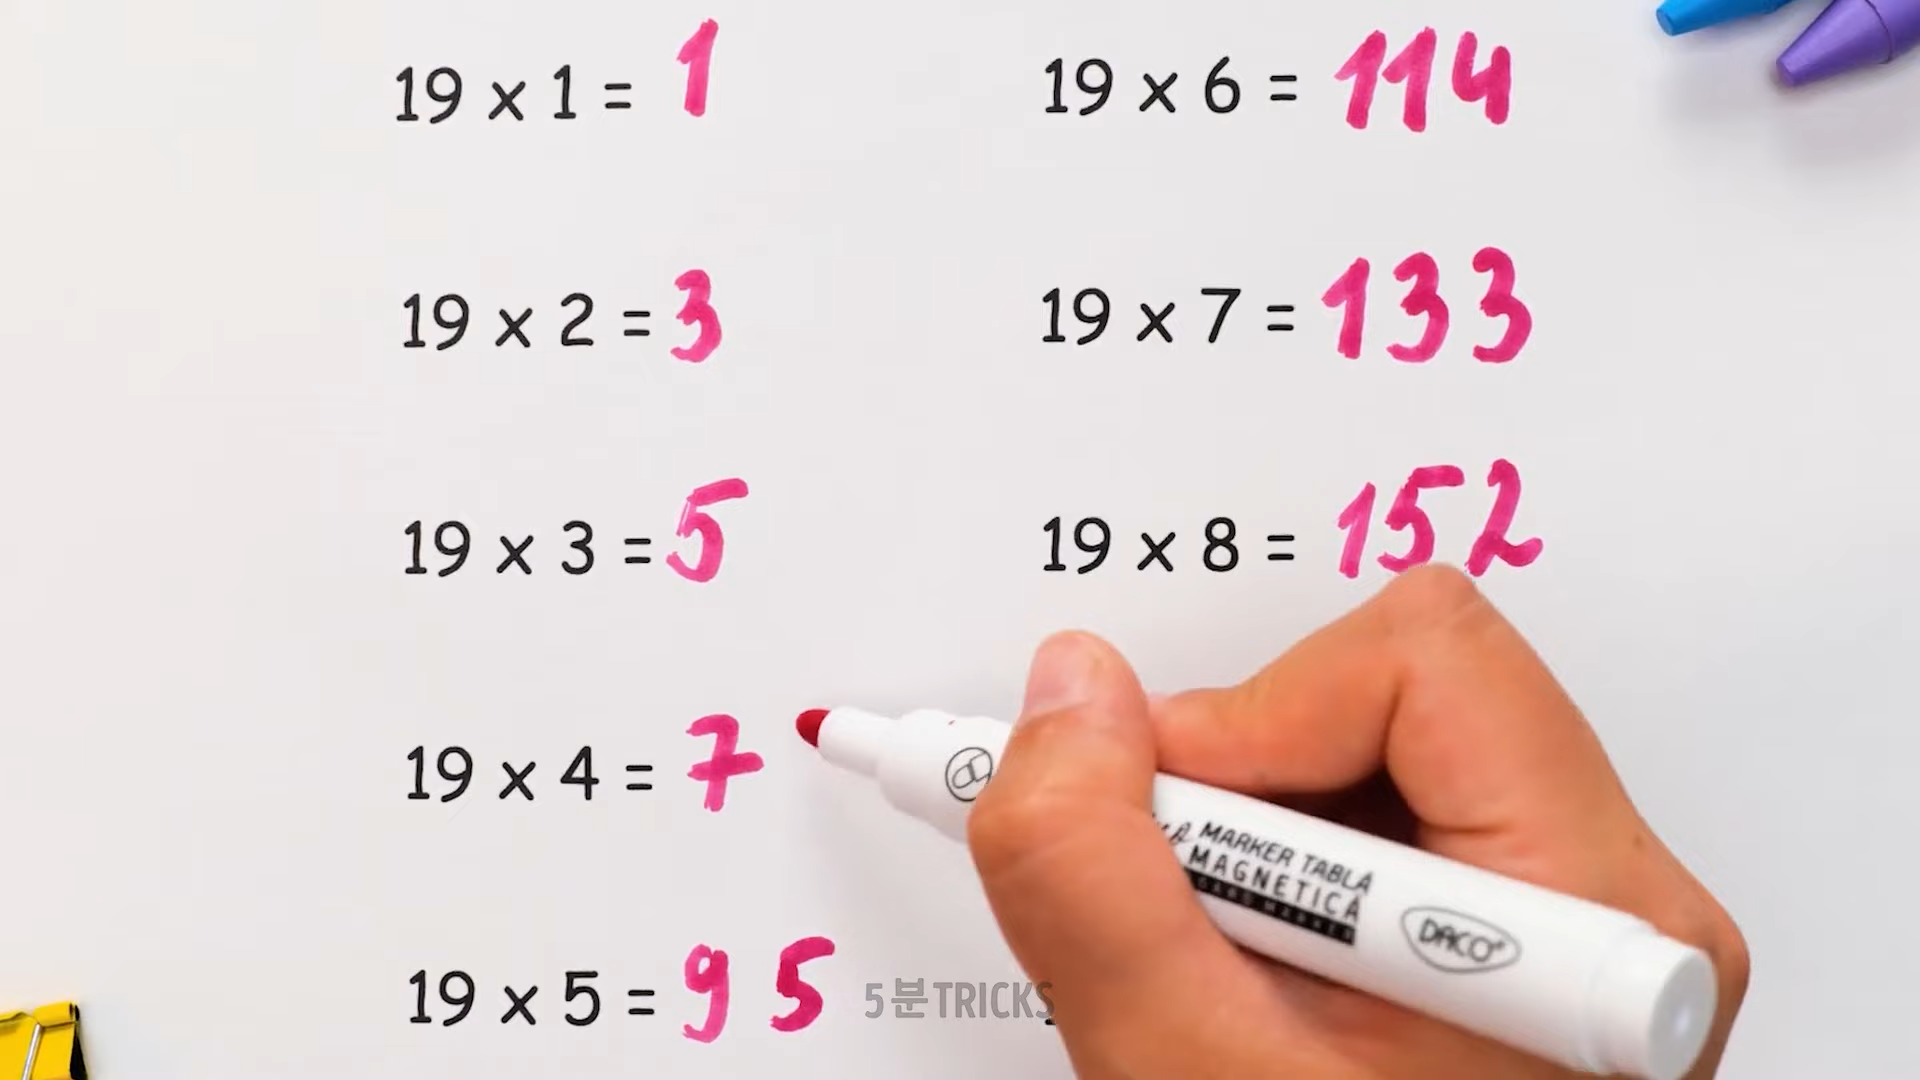 19 x 1 = 1
19 x 2 = 3
19 x 3 = 5
19 x 4 = 7
19 x 5 = 95
19 x 6 = 114
19 x 7 = 133
19 x 8 = 152
MARKER TABLA
MAGNETICA
DACO
5분TRICKS